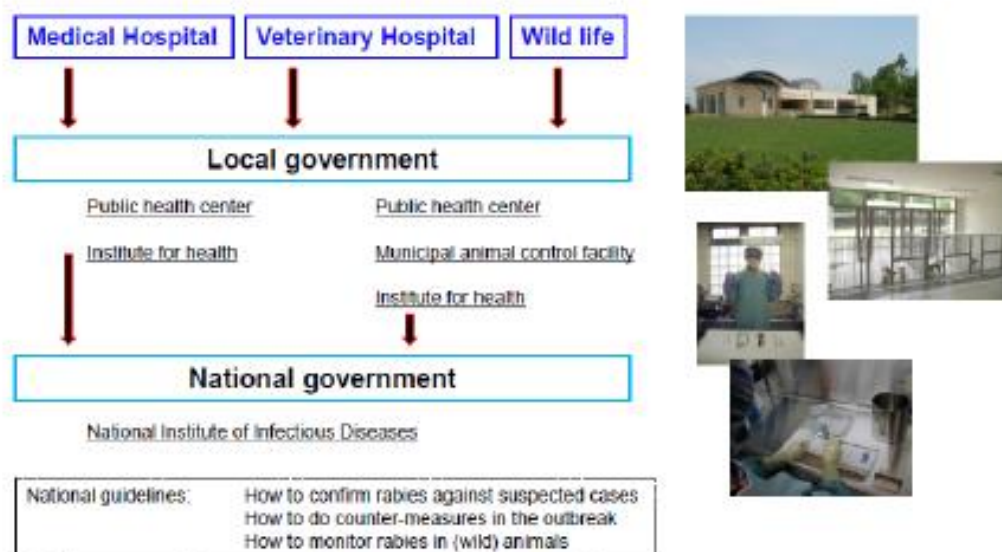 Medical Hospital
Veterinary Hospital
Wild life
Local government
Public health center
Institute for health
Public health center
Municipal animal control facility
Institute for health
National government
National Institute of Infectious Diseases
National guidelines: How to confirm rabies against suspected cases
How to do counter-measures in the outbreak
How to monitor rabies in (wild) animals